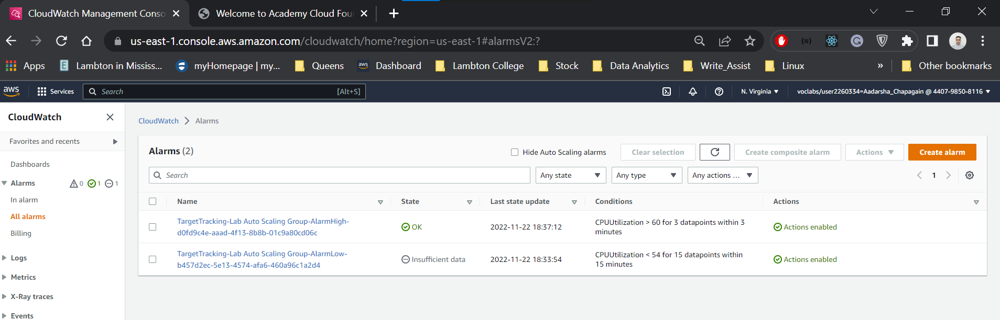 CloudWatch Management Conso
Welcome to Academy Cloud Fou
us-east-1.console.aws.amazon.com/cloudwatch/home?region=us-east-1#alarmsV2:?
Apps
Lambton in Mississ...
myHomepage | my...
Queens
aws
Dashboard
Lambton College
Stock
Data Analytics
Write_Assist
Linux
»
Other bookmarks
aws
Services
Search
[Alt+S]
N. Virginia
voclabs/user2260334=Aadarsha_Chapagain @ 4407-9850-8116
CloudWatch
Favorites and recents
Dashboards
Alarms 0 1 1
In alarm
All alarms
Billing
Logs
Metrics
X-Ray traces
Events
CloudWatch > Alarms
Alarms (2)
Hide Auto Scaling alarms
Clear selection
Create composite alarm
Actions
Create alarm
Search
Any state
Any type
Any actions ...
1
Name
State
Last state update
Conditions
Actions
TargetTracking-Lab Auto Scaling Group-AlarmHigh-
d0fd9c4e-aaad-4f13-8b8b-01c9a80cd06c
OK
2022-11-22 18:37:12
CPUUtilization > 60 for 3 datapoints within 3
minutes
Actions enabled
TargetTracking-Lab Auto Scaling Group-AlarmLow-
b457d2ec-5e13-4574-afa6-460a96c1a2d4
Insufficient data
2022-11-22 18:33:54
CPUUtilization < 54 for 15 datapoints within
15 minutes
Actions enabled